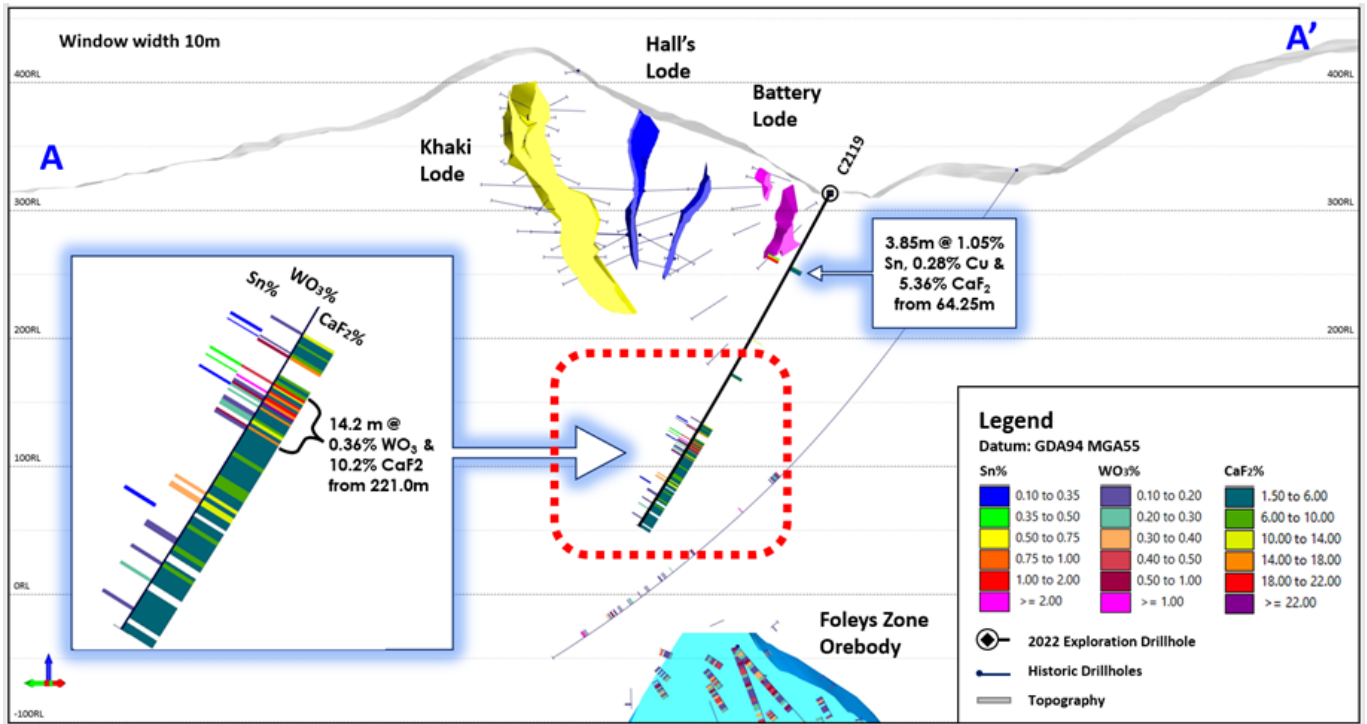 Window width 10m
A
A'
400RL
400RL
300RL
300RL
200RL
200RL
100RL
100RL
0RL
-100RL
Khaki
Lode
Hall's
Lode
Battery
Lode
C2119
3.85m @ 1.05%
Sn, 0.28% Cu &
5.36% CaF₂
from 64.25m
Sn%
WO₃%
CaF₂%
14.2 m @
0.36% WO₃ &
10.2% CaF2
from 221.0m
Foleys Zone
Orebody
Legend
Datum: GDA94 MGA55
Sn% WO₃% CaF₂%
0.10 to 0.35 0.10 to 0.20 1.50 to 6.00
0.35 to 0.50 0.20 to 0.30 6.00 to 10.00
0.50 to 0.75 0.30 to 0.40 10.00 to 14.00
0.75 to 1.00 0.40 to 0.50 14.00 to 18.00
1.00 to 2.00 0.50 to 1.00 18.00 to 22.00
>= 2.00 >= 1.00 >= 22.00
2022 Exploration Drillhole
Historic Drillholes
Topography